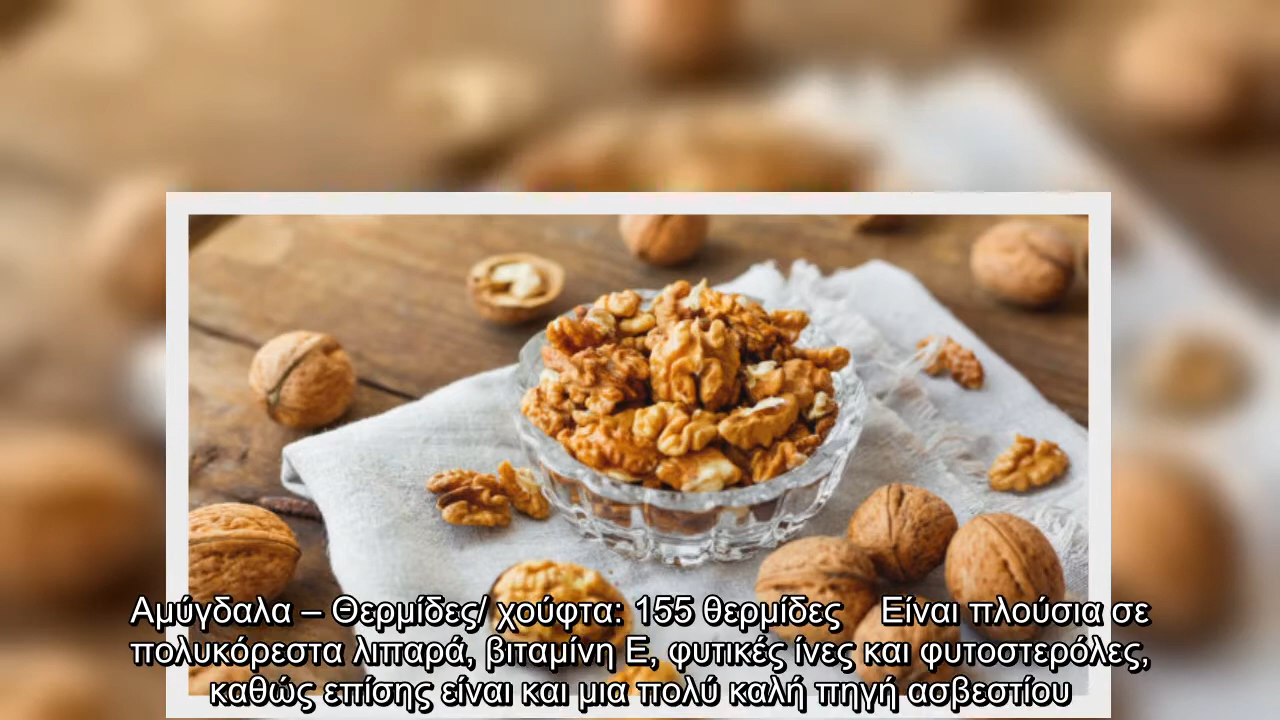 Αμύγδαλα – Θερμίδες/ χούφτα: 155 θερμίδες    Είναι πλούσια σε
πολυκόρεστα λιπαρά, βιταμίνη Ε, φυτικές ίνες και φυτοστερόλες,
καθώς επίσης είναι και μια πολύ καλή πηγή ασβεστίου